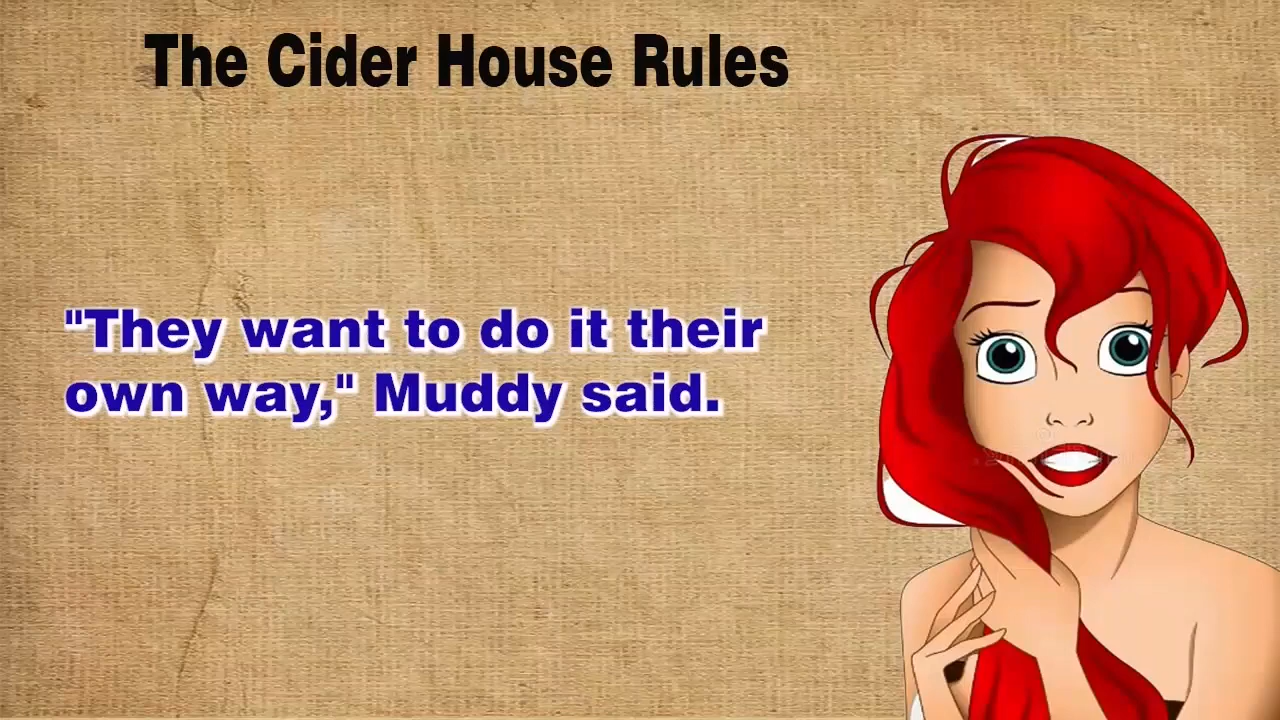 The Cider House Rules
"They want to do it their
own way," Muddy said.